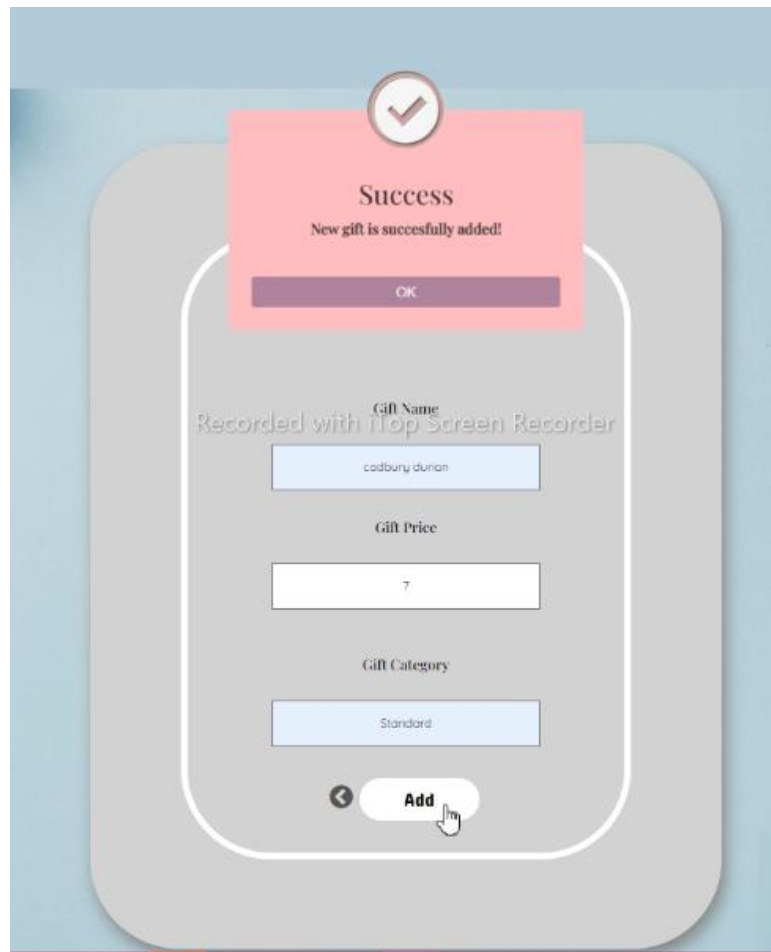 Success
New gift is succesfully added!
OK
Gift Name
Recorded with iTop Screen Recorder
cadbury durian
Gift Price
7
Gift Category
Standard
Add